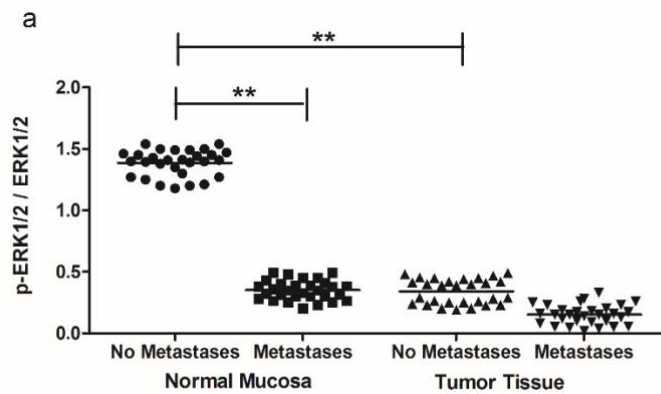 a
**
**
2.0
1.5
1.0
0.5
0.0
p-ERK1/2 / ERK1/2
No Metastases Metastases No Metastases Metastases
Normal Mucosa Tumor Tissue